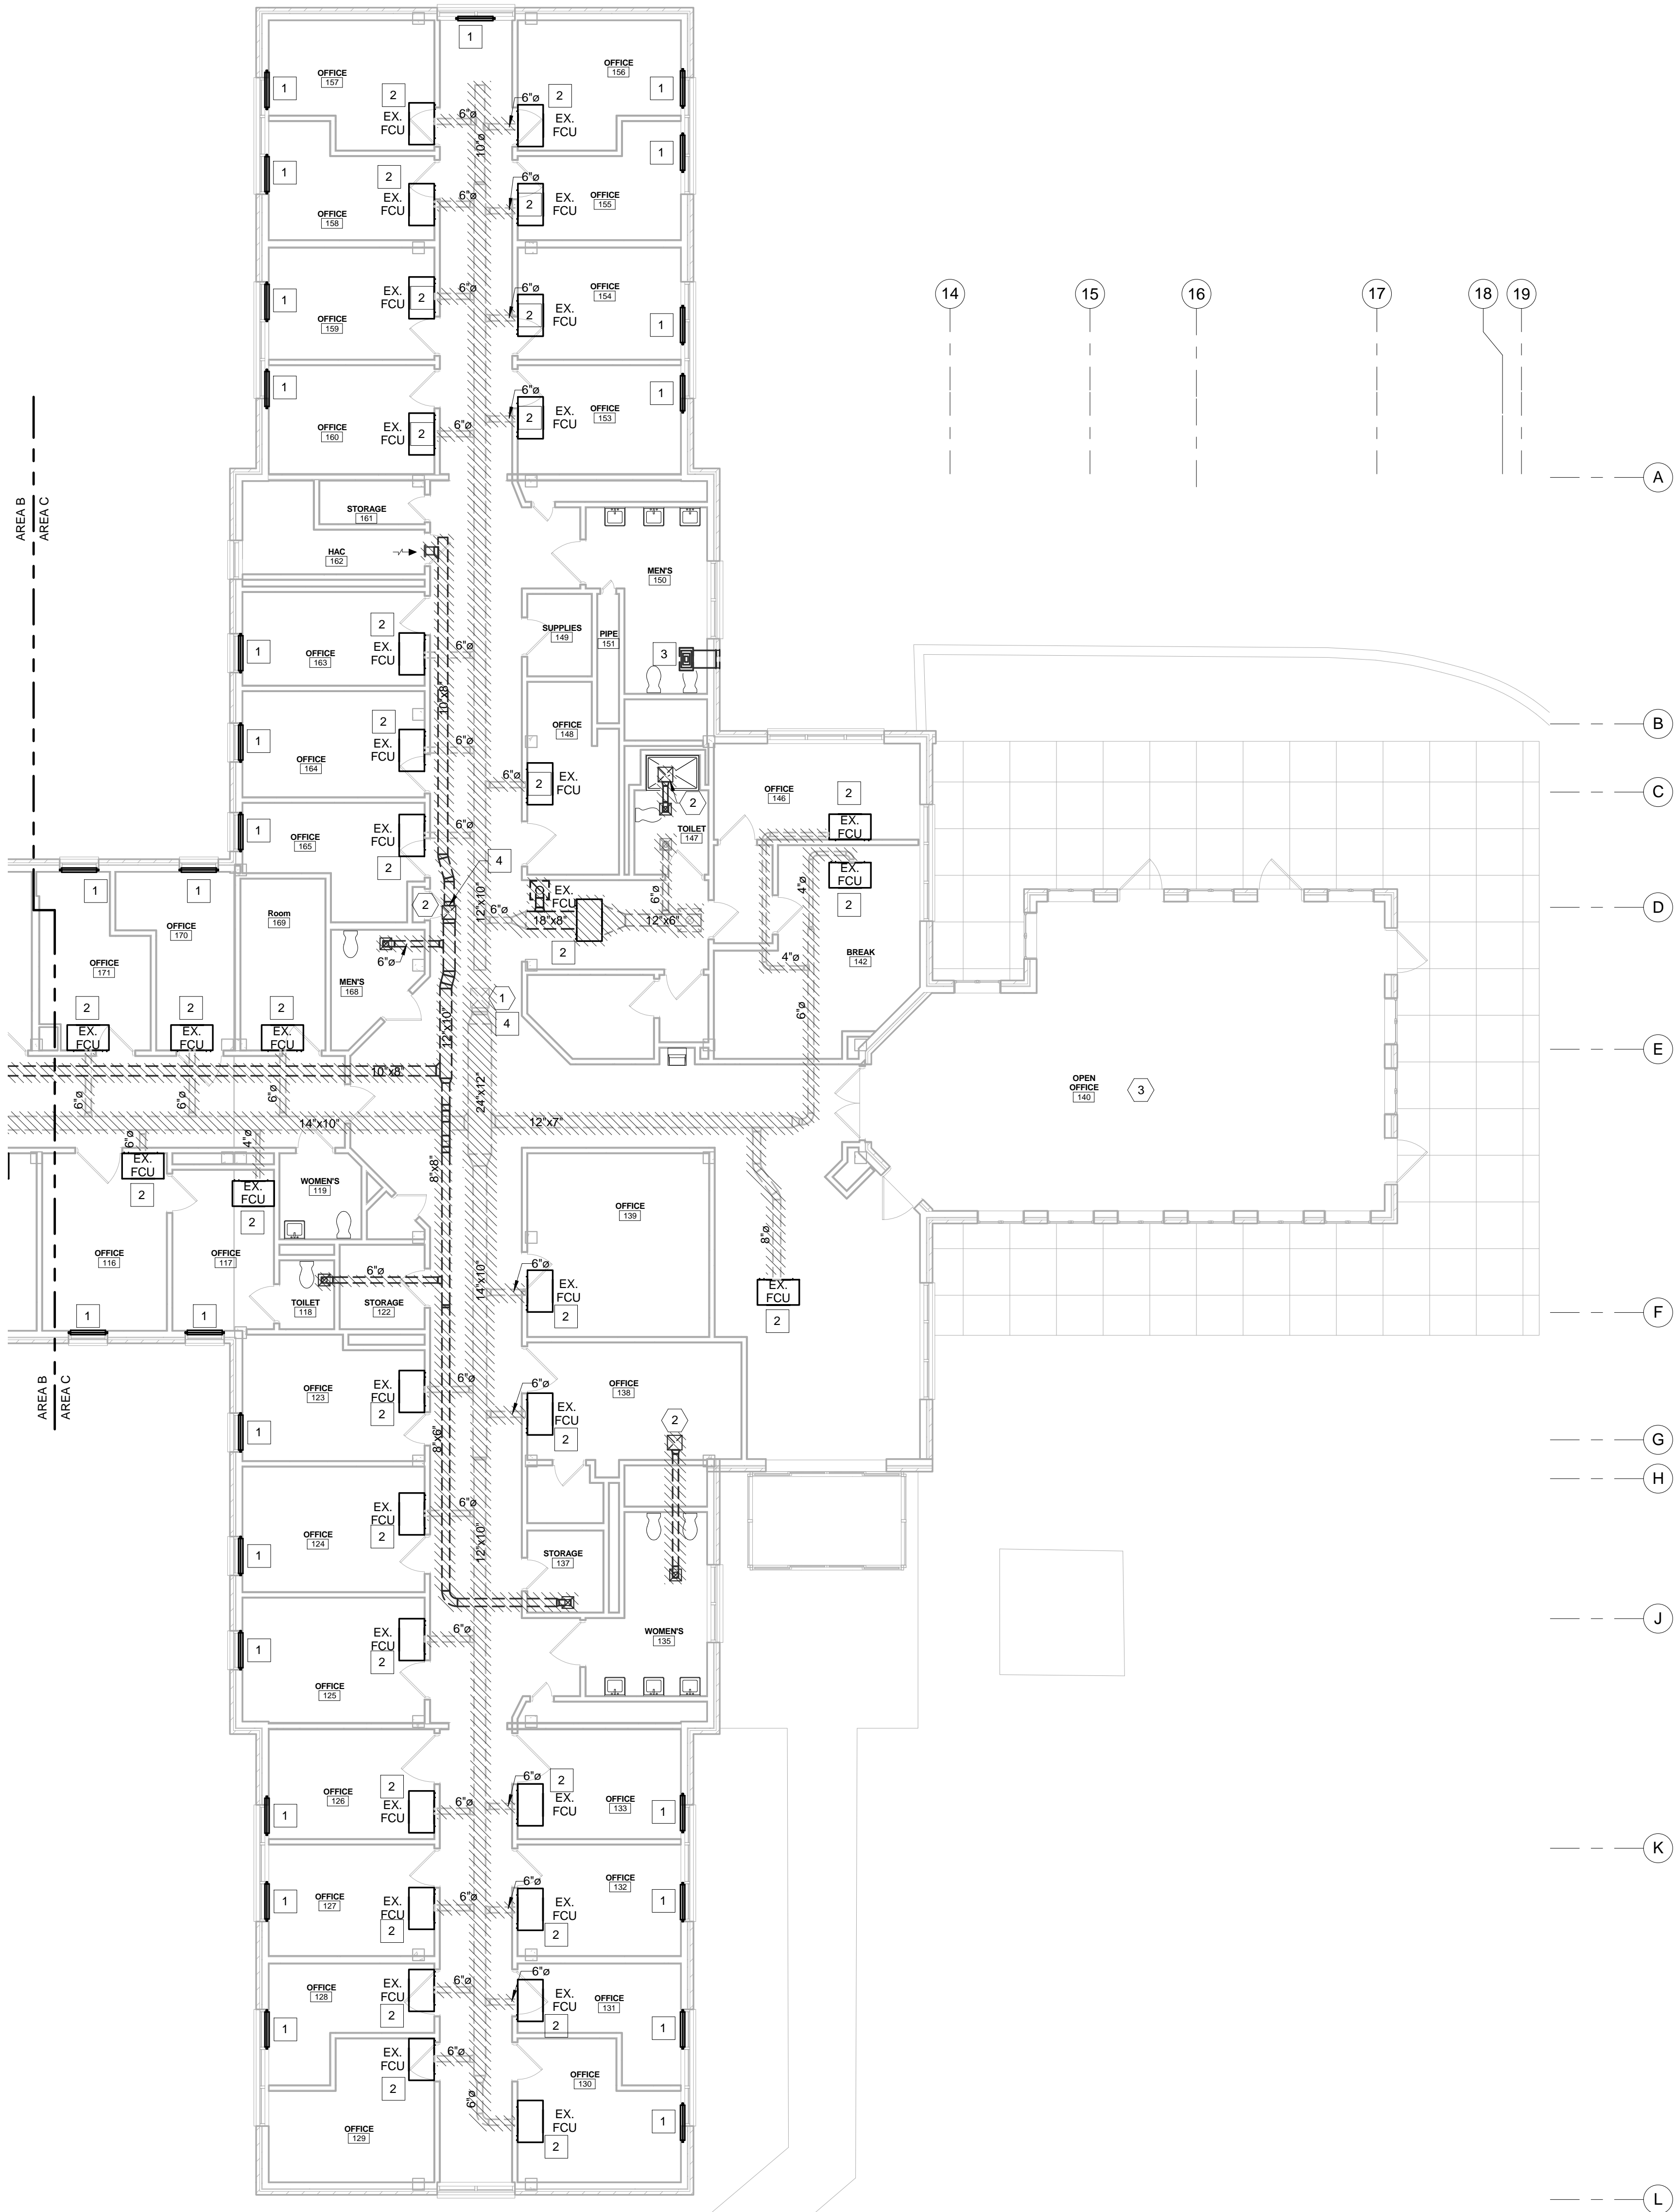 1
OFFICE
157
1
2
EX.
FCU
6"ø
6"ø
2
EX.
FCU
OFFICE
156
1
10"ø
1
OFFICE
158
2
EX.
FCU
6"ø
6"ø
2
EX.
FCU
OFFICE
155
1
1
OFFICE
159
EX.
FCU
2
6"ø
6"ø
2
EX.
FCU
OFFICE
154
1
14
15
16
17
18
19
1
OFFICE
160
EX.
FCU
2
6"ø
6"ø
2
EX.
FCU
OFFICE
153
1
A
AREA B
AREA C
STORAGE
161
HAC
162
MEN'S
150
1
OFFICE
163
2
EX.
FCU
6"ø
SUPPLIES
149
PIPE
151
3
10"x8"
B
1
OFFICE
164
2
EX.
FCU
6"ø
OFFICE
148
6"ø
2
EX.
FCU
2
TOILET
147
OFFICE
146
2
EX.
FCU
C
1
OFFICE
165
EX.
FCU
2
6"ø
4
EX.
FCU
2
4"ø
1
1
2
12"x10"
6"ø
EX.
FCU
18"x8"
12"x6"
6"ø
2
D
OFFICE
171
OFFICE
170
Room
169
6"ø
MEN'S
168
4"ø
BREAK
142
6"ø
2
EX.
FCU
2
EX.
FCU
2
EX.
FCU
12"x10"
1
4
E
10"x8"
6"ø
6"ø
6"ø
24"x12"
OPEN
OFFICE
140
3
14"x10"
12"x7"
6"ø
4"ø
EX.
FCU
2
EX.
FCU
2
WOMEN'S
119
8"x8"
OFFICE
139
8"ø
OFFICE
116
OFFICE
117
6"ø
6"ø
EX.
FCU
2
EX.
FCU
2
14"x10"
1
1
TOILET
118
STORAGE
122
F
AREA B
AREA C
OFFICE
123
EX.
FCU
2
6"ø
6"ø
EX.
FCU
2
OFFICE
138
1
8"x6"
2
G
H
OFFICE
124
EX.
FCU
2
6"ø
12"x10"
1
STORAGE
137
J
1
OFFICE
125
EX.
FCU
2
6"ø
WOMEN'S
135
1
OFFICE
126
2
EX.
FCU
6"ø
6"ø
2
EX.
FCU
OFFICE
133
1
K
1
OFFICE
127
EX.
FCU
2
6"ø
6"ø
EX.
FCU
2
OFFICE
132
1
1
OFFICE
128
EX.
FCU
2
6"ø
6"ø
EX.
FCU
2
OFFICE
131
1
OFFICE
129
EX.
FCU
2
6"ø
6"ø
EX.
FCU
2
OFFICE
130
1
L